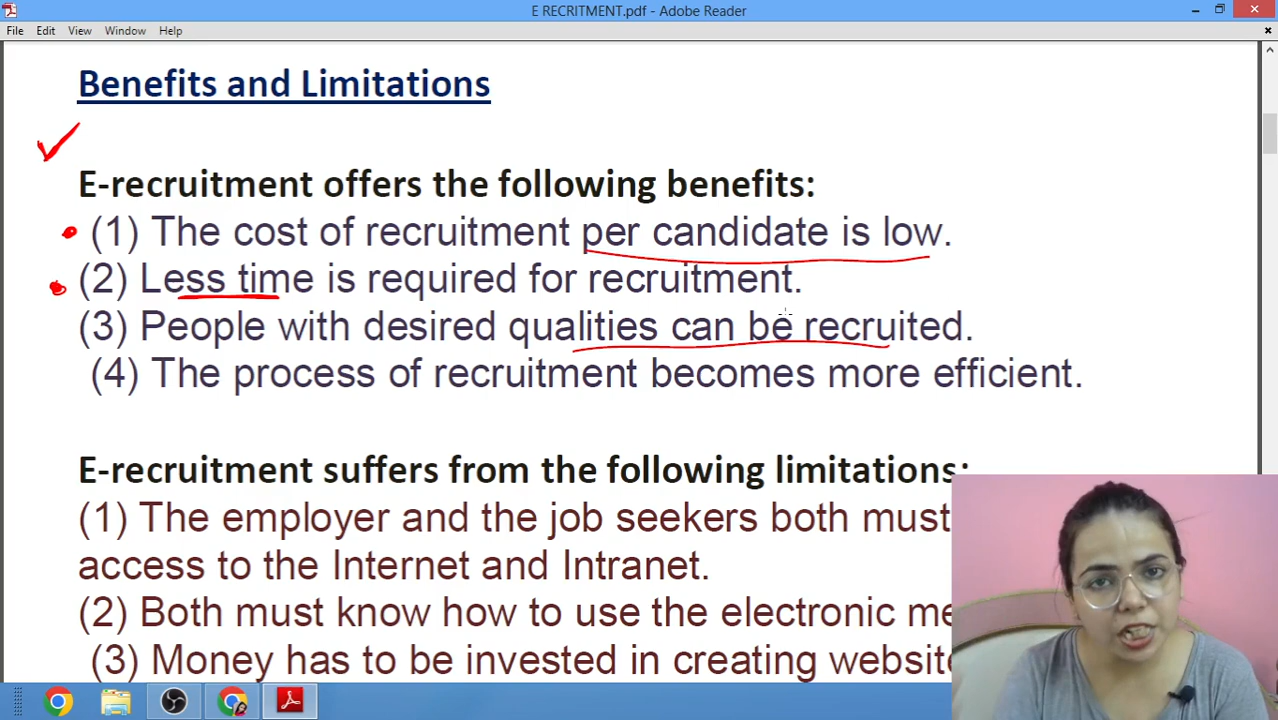 E RECRITMENT.pdf - Adobe Reader
File Edit View Window Help
Benefits and Limitations
E-recruitment offers the following benefits:
(1) The cost of recruitment per candidate is low.
(2) Less time is required for recruitment.
(3) People with desired qualities can be recruited.
(4) The process of recruitment becomes more efficient.
E-recruitment suffers from the following limitations:
(1) The employer and the job seekers both must
access to the Internet and Intranet.
(2) Both must know how to use the electronic me
(3) Money has to be invested in creating website